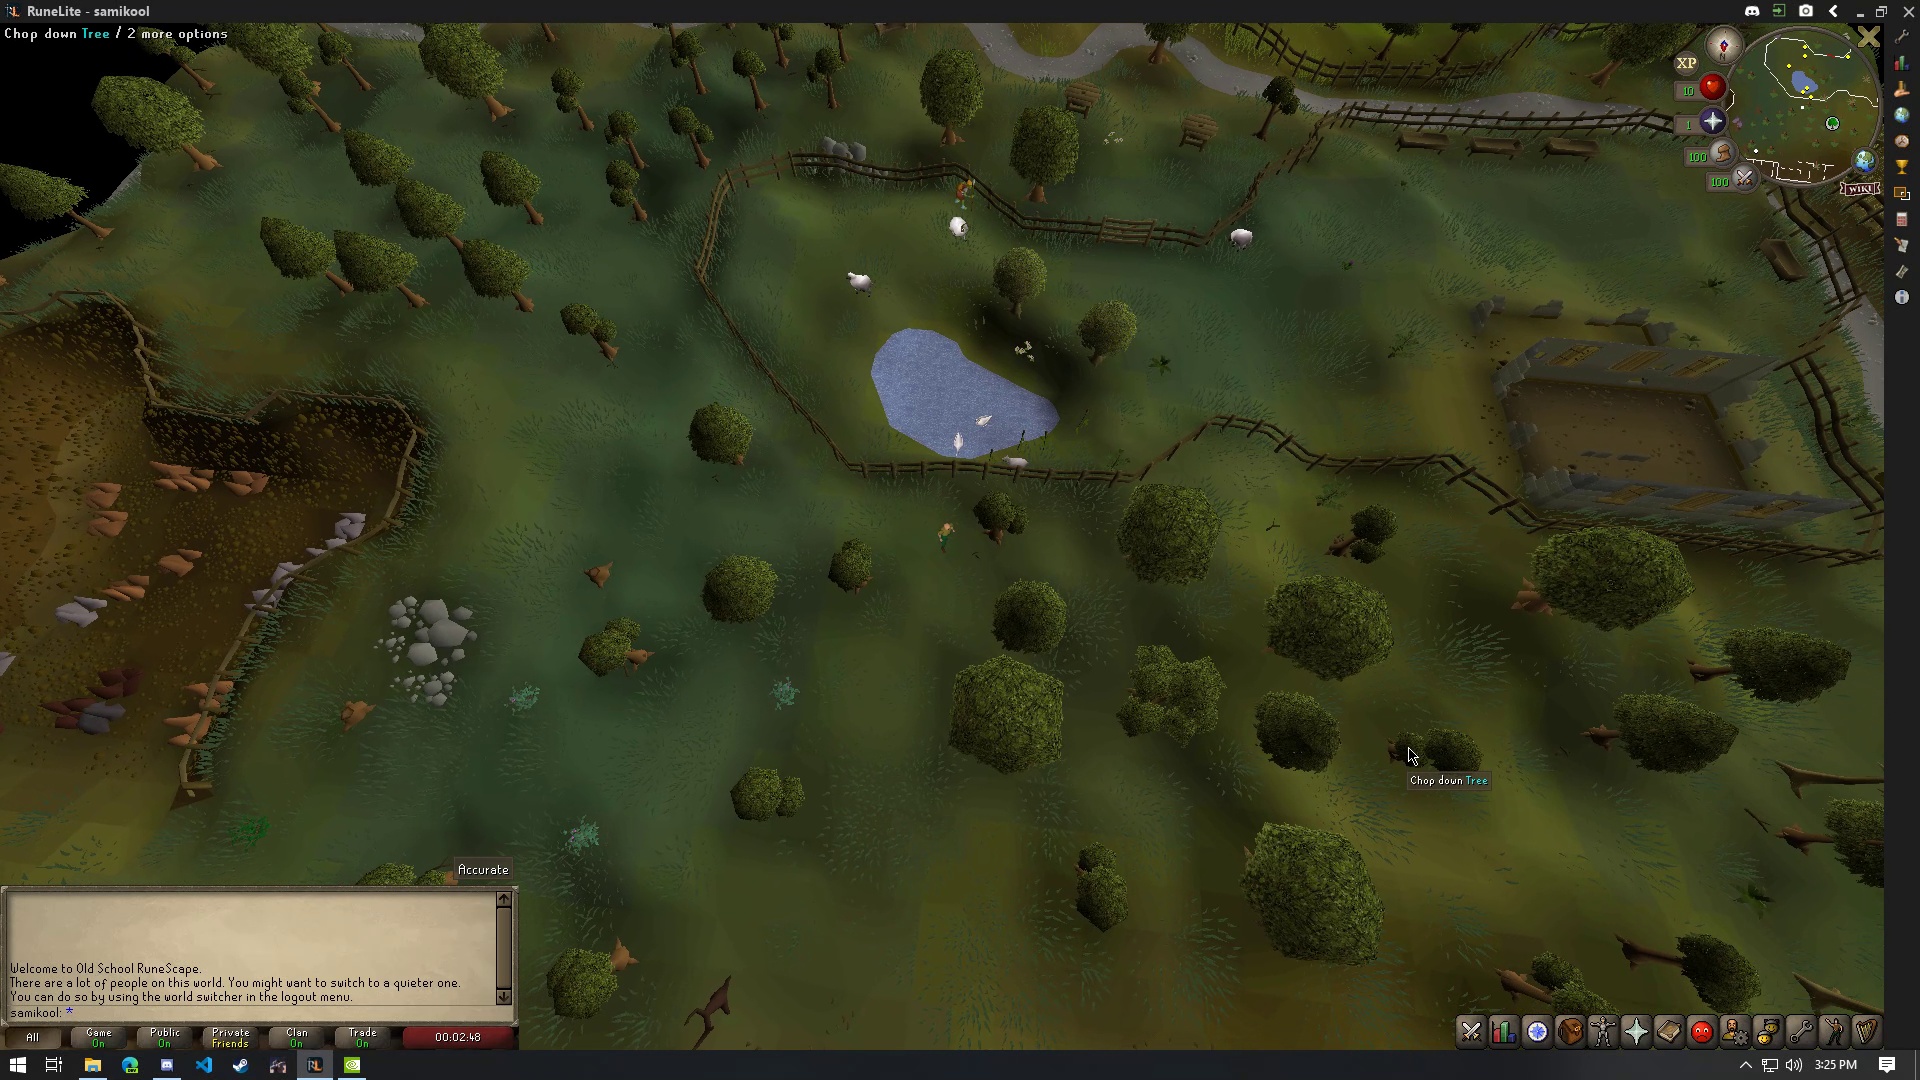 RuneLite - samikool
Chop down Tree / 2 more options
XP
10
1
100
100
WIKI
Chop down Tree
Accurate
Welcome to Old School RuneScape.
There are a lot of people on this world. You might want to switch to a quieter one.
You can do so by using the world switcher in the logout menu.
samikool: *
All
Game
On
Public
On
Private
Friends
Clan
On
Trade
On
00:02:48
3:25 PM